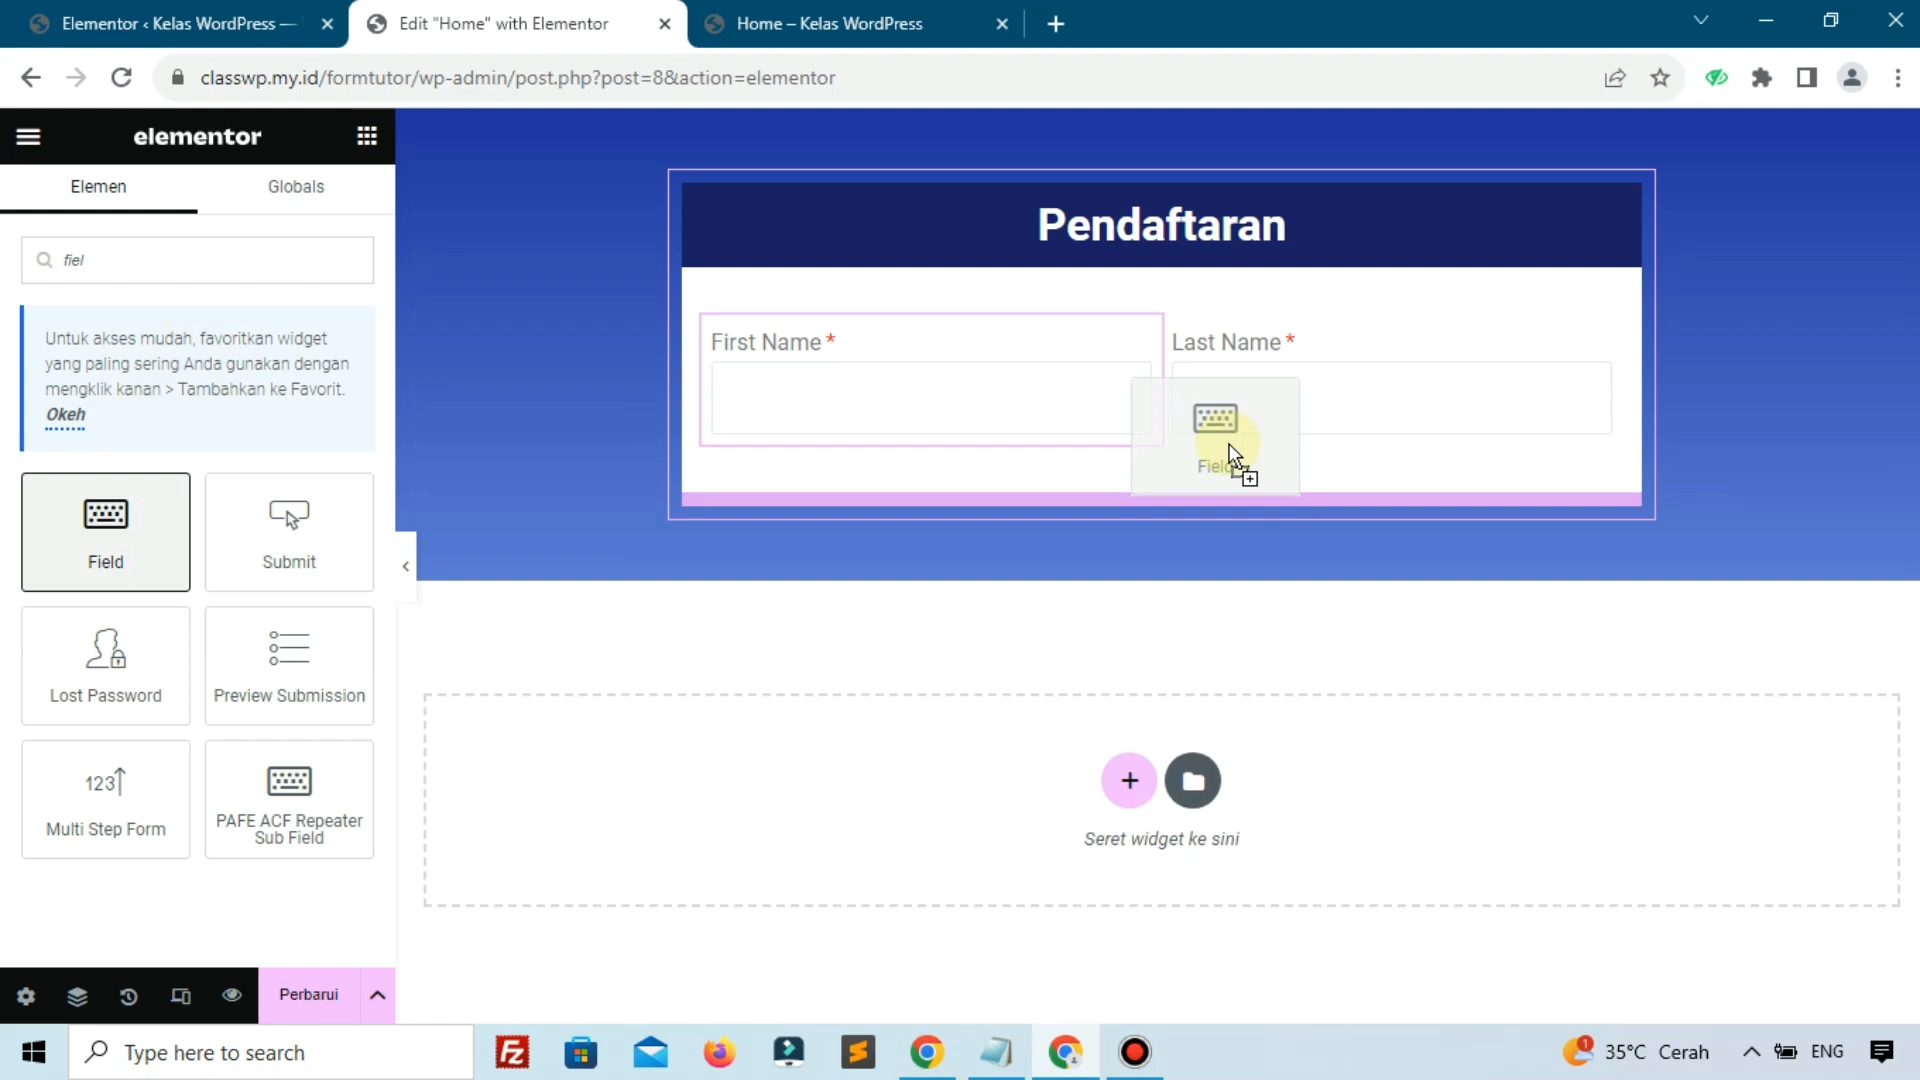 Elementor ‹ Kelas WordPress —
Edit "Home" with Elementor
Home – Kelas WordPress
classwp.my.id/formtutor/wp-admin/post.php?post=8&action=elementor
elementor
Elemen
Globals
fiel
Untuk akses mudah, favoritkan widget
yang paling sering Anda gunakan dengan
mengklik kanan > Tambahkan ke Favorit.
Okeh
Field
Submit
Lost Password
Preview Submission
123
Multi Step Form
PAFE ACF Repeater
Sub Field
Perbarui
Pendaftaran
First Name *
Last Name *
Field
Seret widget ke sini
Type here to search
Fz
1
35°C Cerah
ENG